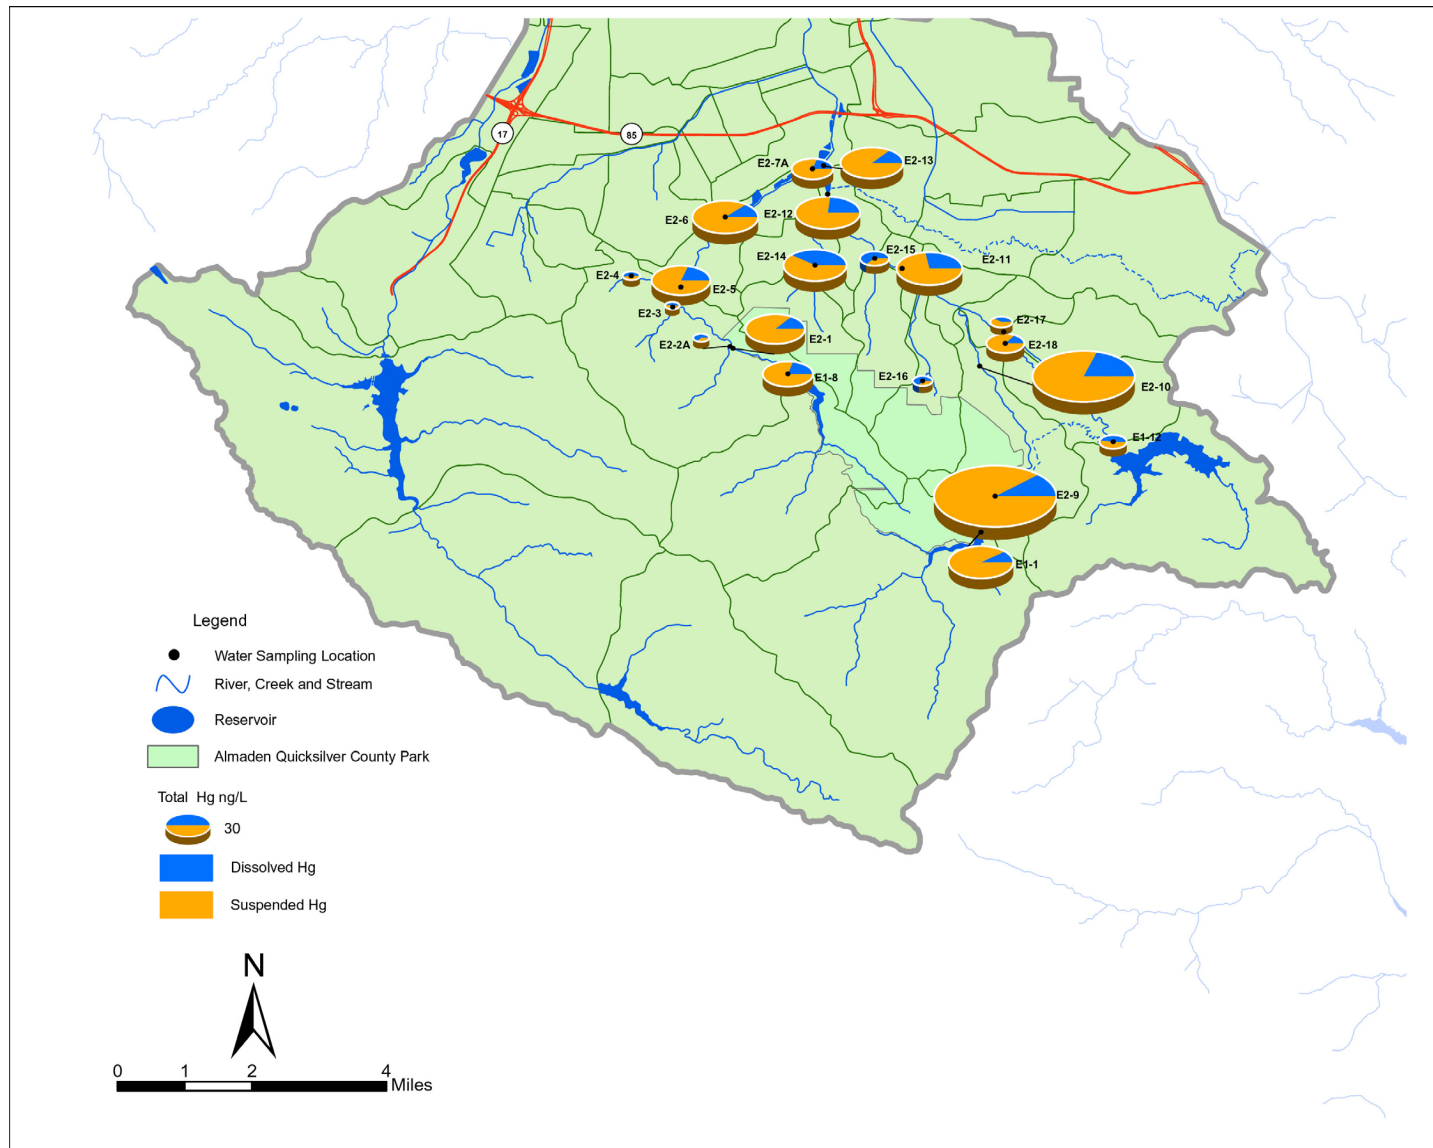 17
85
E2-7A
E2-13
E2-6
E2-12
E2-14
E2-15
E2-11
E2-4
E2-5
E2-3
E2-17
E2-2A
E2-1
E2-18
E1-8
E2-16
E2-10
E1-12
E2-9
E1-1
Legend
Water Sampling Location
River, Creek and Stream
Reservoir
Almaden Quicksilver County Park
Total Hg ng/L
30
Dissolved Hg
Suspended Hg
N
0 1 2 4
Miles